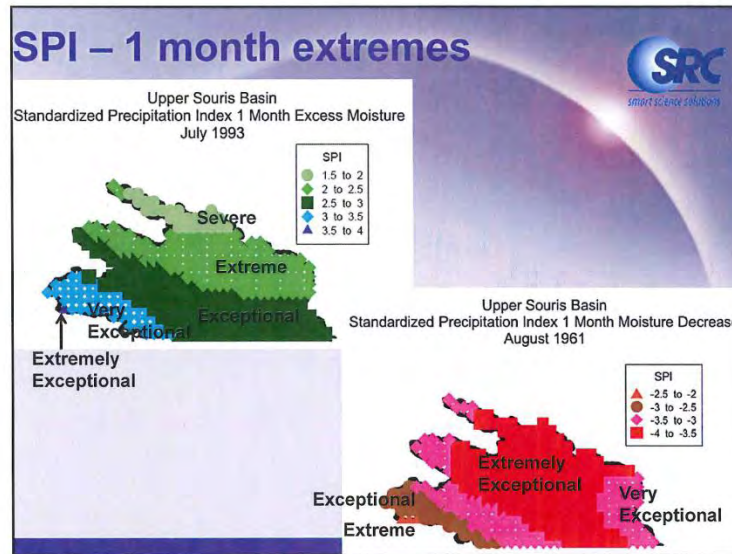 SPI – 1 month extremes
SRC
smart science solutions
Upper Souris Basin
Standardized Precipitation Index 1 Month Excess Moisture
July 1993
SPI
1.5 to 2
2 to 2.5
2.5 to 3
3 to 3.5
3.5 to 4
Severe
Extreme
Very
Exceptional
Exceptional
Extremely
Exceptional
Upper Souris Basin
Standardized Precipitation Index 1 Month Moisture Decrease
August 1961
SPI
-2.5 to -2
-3 to -2.5
-3.5 to -3
-4 to -3.5
Extremely
Exceptional
Very
Exceptional
Exceptional
Extreme